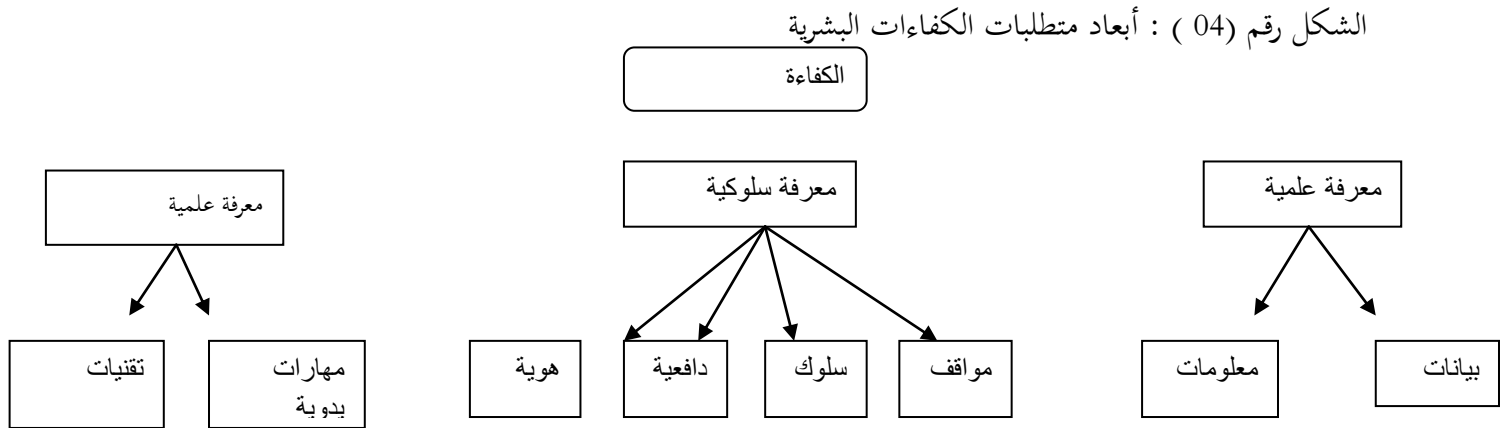 الشكل رقم (04 ) : أبعاد متطلبات الكفاءات البشرية
الكفاءة
معرفة علمية
معرفة سلوكية
معرفة علمية
بيانات
معلومات
مواقف
سلوك
دافعية
هوية
مهارات
يدوية
تقنيات